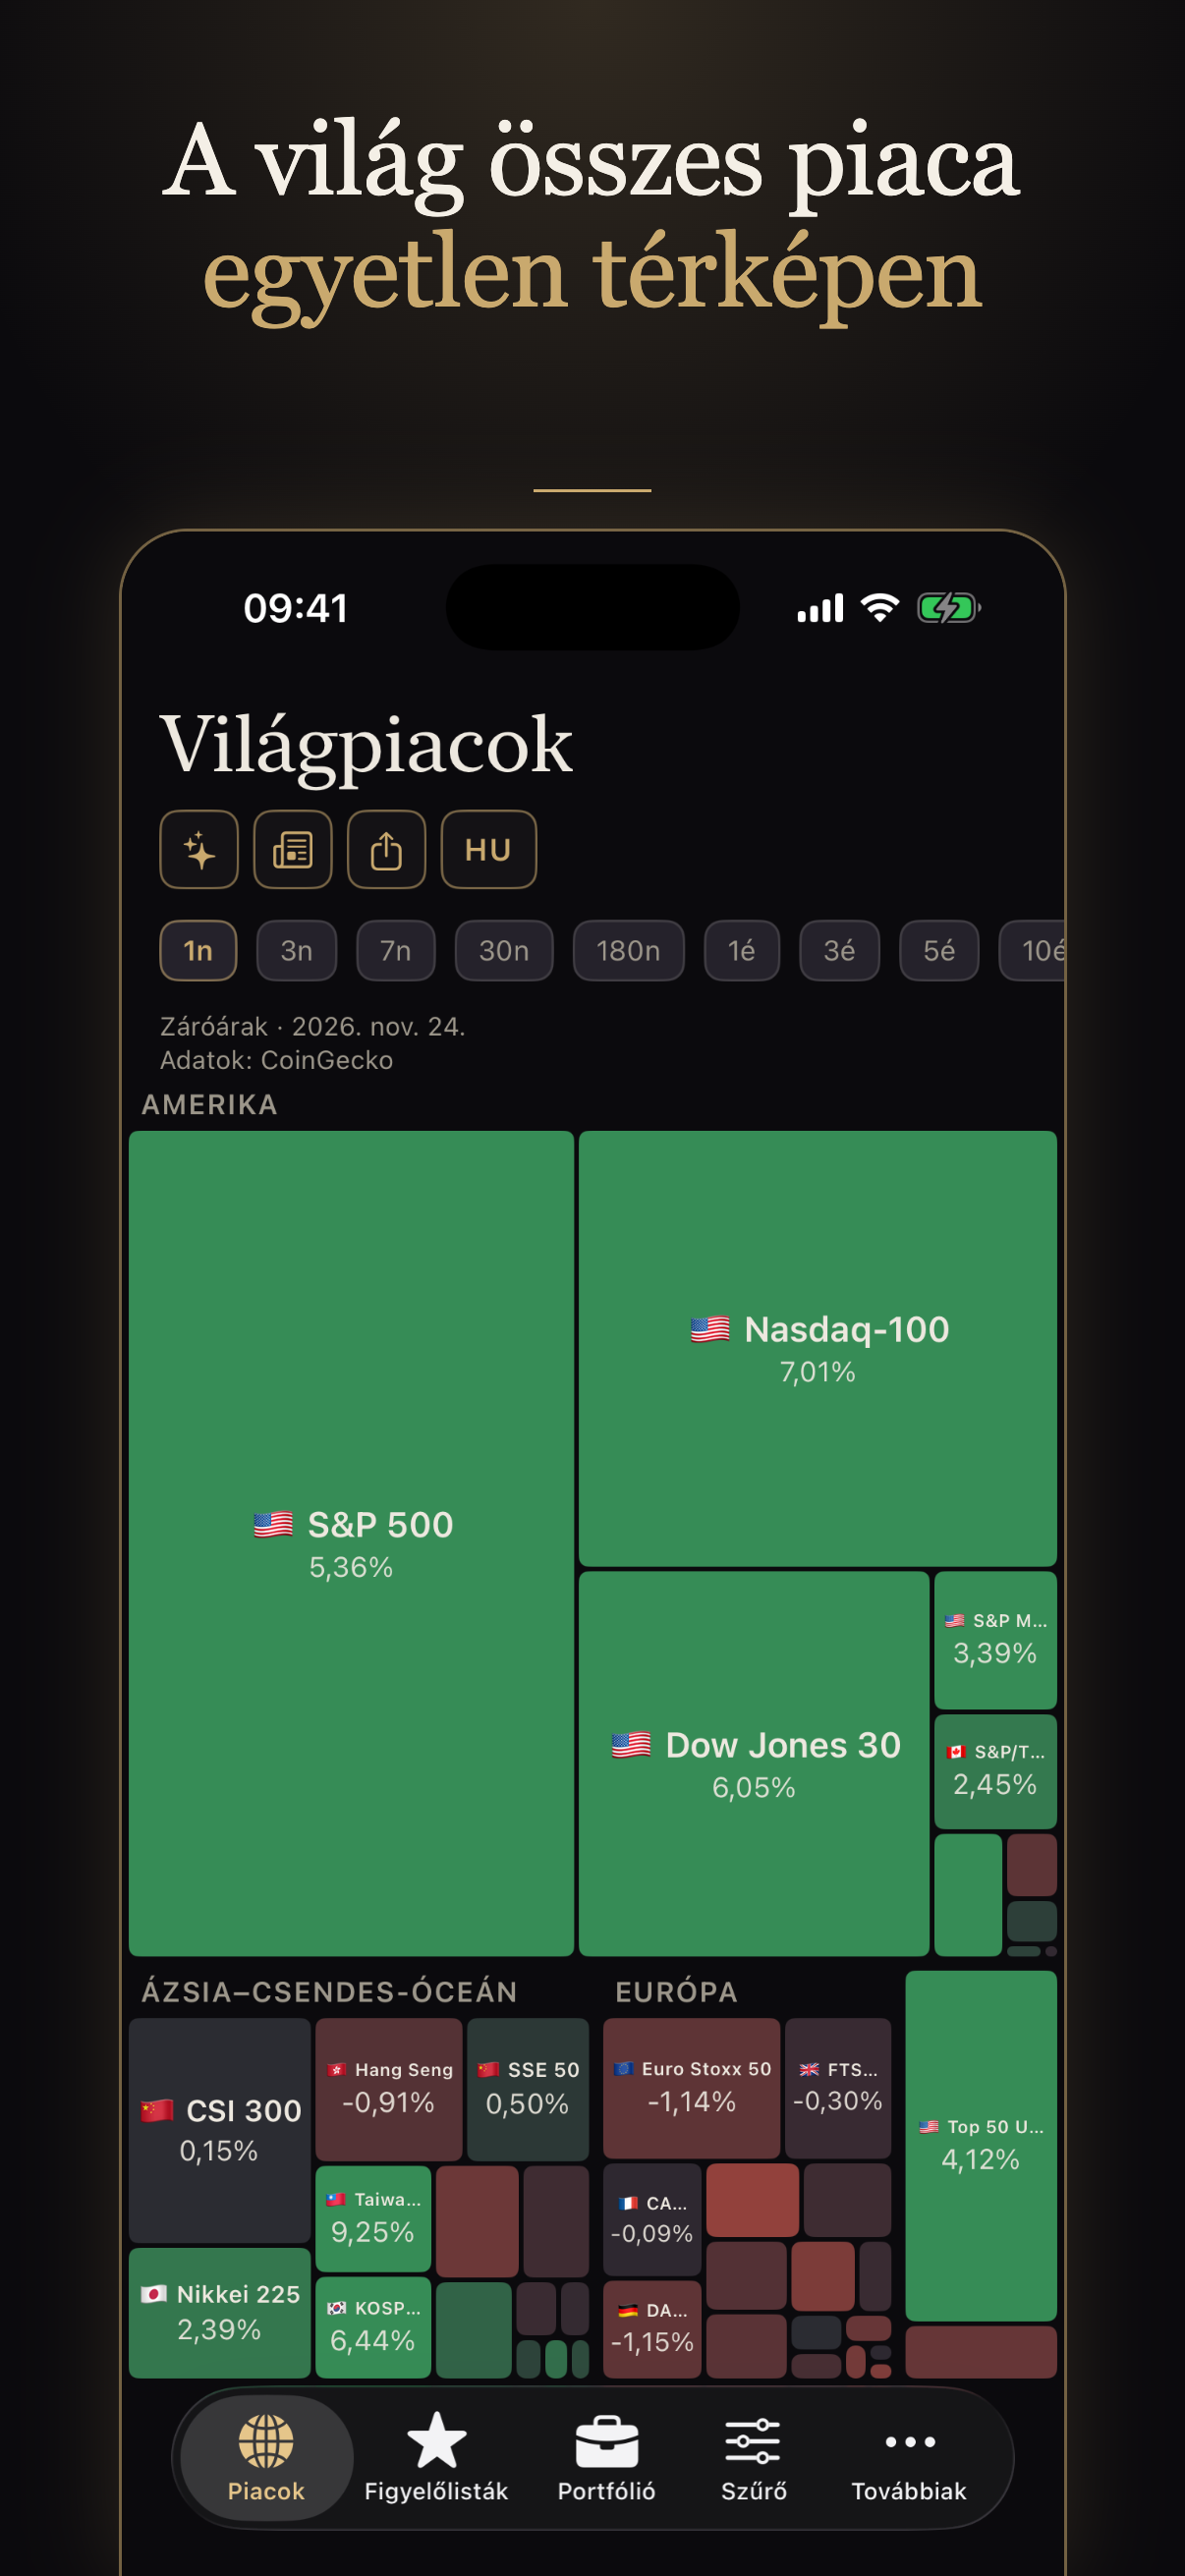 A világ összes piaca
egyetlen térképen
09:41
Világpiacok
HU
1n 3n 7n 30n 180n 1é 3é 5é 10é
Záróárak · 2026. nov. 24.
Adatok: CoinGecko
AMERIKA
S&P 500
5,36%
Nasdaq-100
7,01%
Dow Jones 30
6,05%
S&P M...
3,39%
S&P/T...
2,45%
ÁZSIA–CSENDES-ÓCEÁN
CSI 300
0,15%
Hang Seng
-0,91%
SSE 50
0,50%
Taiwa...
9,25%
Nikkei 225
2,39%
KOSP...
6,44%
EURÓPA
Euro Stoxx 50
-1,14%
FTS...
-0,30%
CA...
-0,09%
DA...
-1,15%
Top 50 U...
4,12%
Piacok Figyelőlisták Portfólió Szűrő Továbbiak